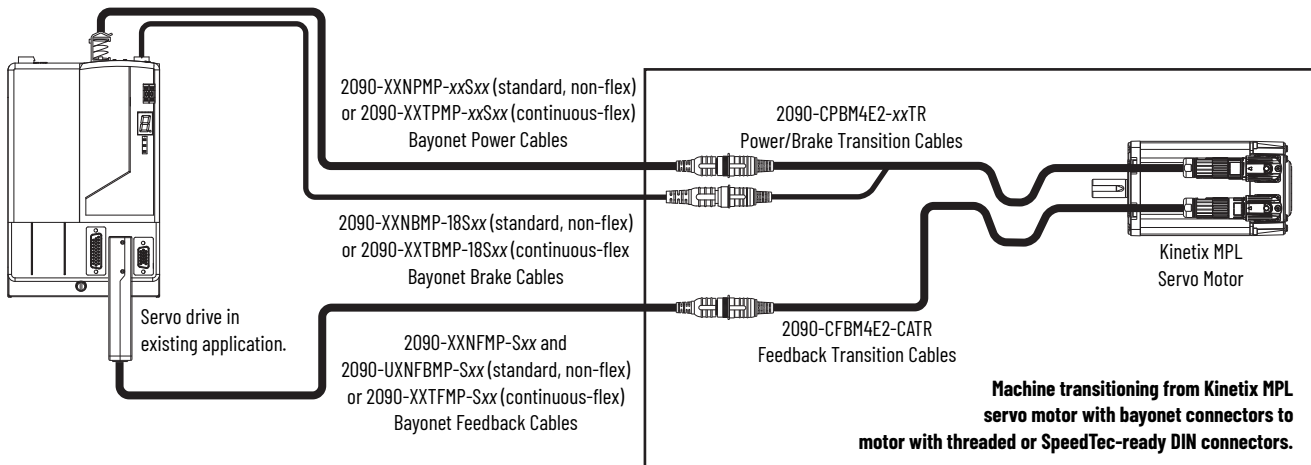 2090-XXNPMP-xxSxx (standard, non-flex)
or 2090-XXTPMP-xxSxx (continuous-flex)
Bayonet Power Cables
2090-CPBM4E2-xxTR
Power/Brake Transition Cables
2090-XXNBMP-18Sxx (standard, non-flex)
or 2090-XXTBMP-18Sxx (continuous-flex
Bayonet Brake Cables
Kinetix MPL
Servo Motor
Servo drive in
existing application.
2090-XXNFMP-Sxx and
2090-UXNFBMP-Sxx (standard, non-flex)
or 2090-XXTFMP-Sxx (continuous-flex)
Bayonet Feedback Cables
2090-CFBM4E2-CATR
Feedback Transition Cables
Machine transitioning from Kinetix MPL
servo motor with bayonet connectors to
motor with threaded or SpeedTec-ready DIN connectors.